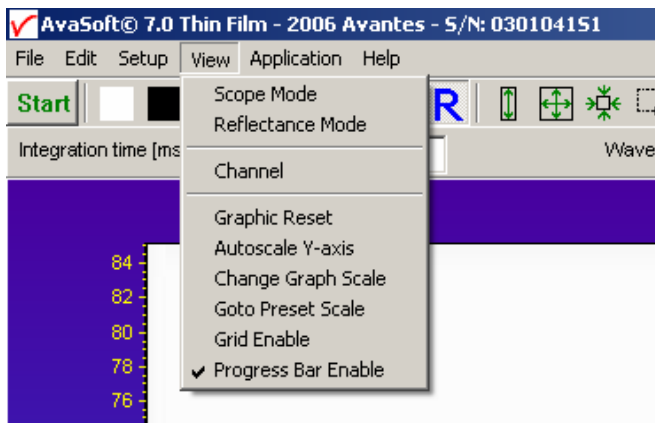 AvaSoft© 7.0 Thin Film - 2006 Avantes - S/N: 0301041S1
File Edit Setup View Application Help
Start R
Integration time [ms Wave
Scope Mode
Reflectance Mode
Channel
Graphic Reset
Autoscale Y-axis
Change Graph Scale
Goto Preset Scale
Grid Enable
Progress Bar Enable
84
82
80
78
76